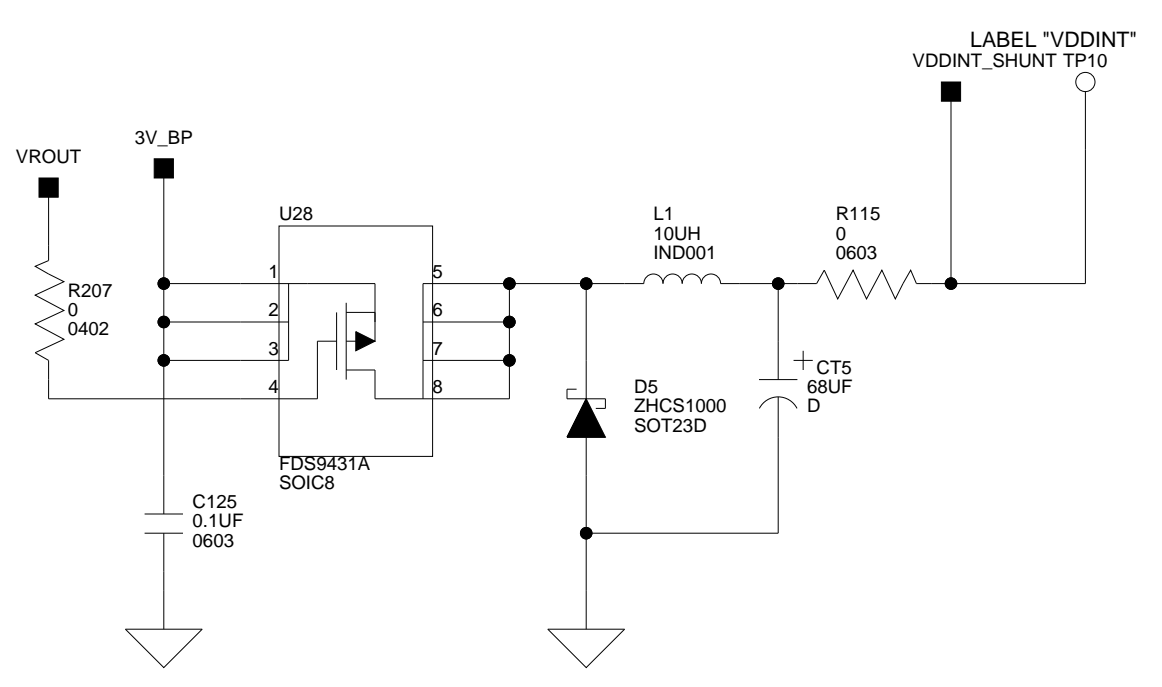 LABEL "VDDINT"
VDDINT_SHUNT TP10
3V_BP
VROUT
U28
L1
10UH
IND001
R115
0
0603
1
2
3
4
5
6
7
8
R207
0
0402
CT5
68UF
D
D5
ZHCS1000
SOT23D
FDS9431A
SOIC8
C125
0.1UF
0603